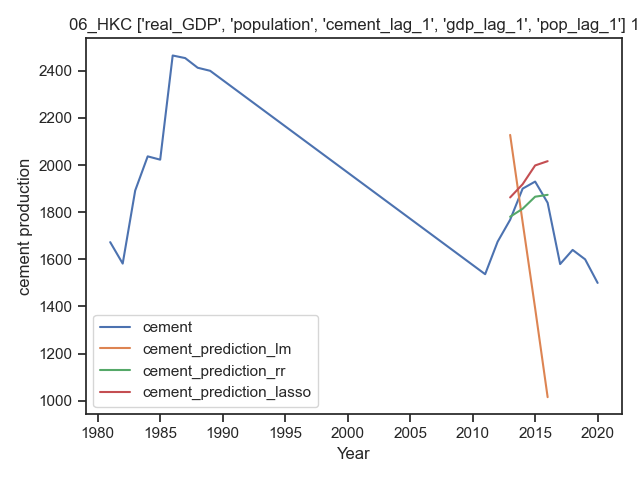 06_HKC ['real_GDP', 'population', 'cement_lag_1', 'gdp_lag_1', 'pop_lag_1'] 1
2400
2200
2000
1800
1600
1400
1200
1000
cement production
cement
cement_prediction_lm
cement_prediction_rr
cement_prediction_lasso
1980 1985 1990 1995 2000 2005 2010 2015 2020
Year